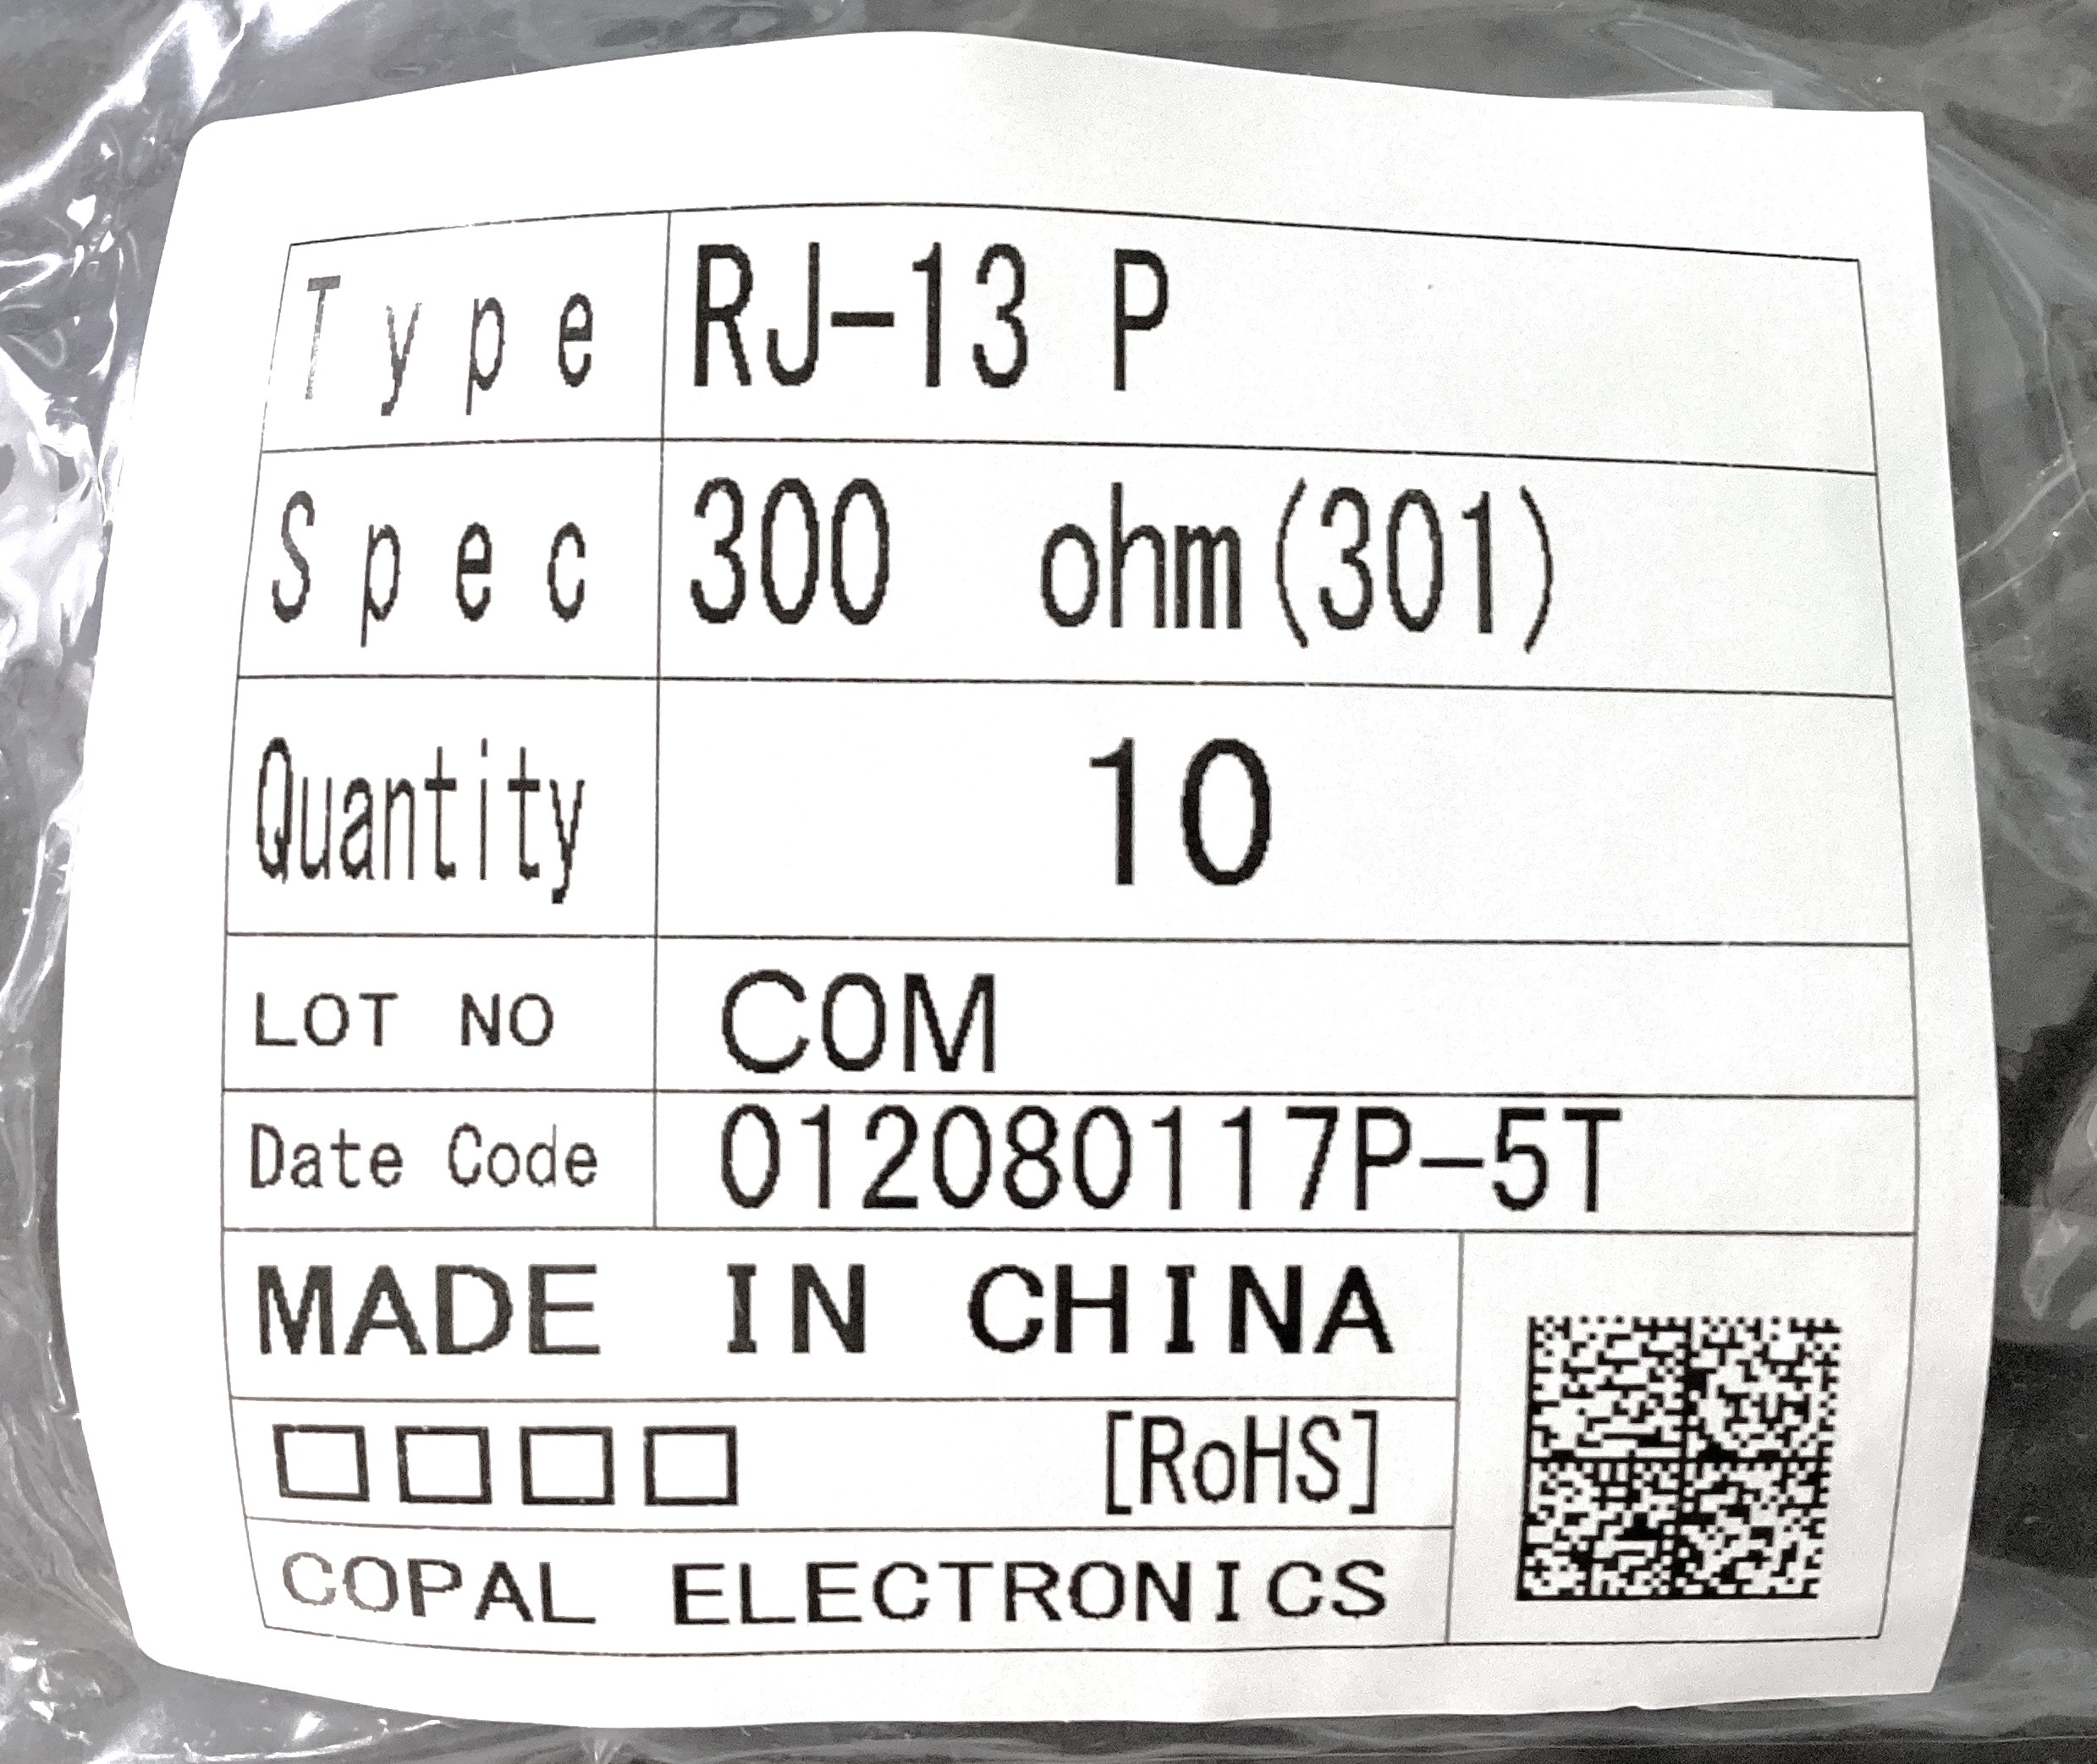 Type RJ-13 P
Spec 300 ohm(301)
Quantity 10
LOT NO COM
Date Code 012080117P-5T
MADE IN CHINA
□□□□ [RoHS]
COPAL ELECTRONICS